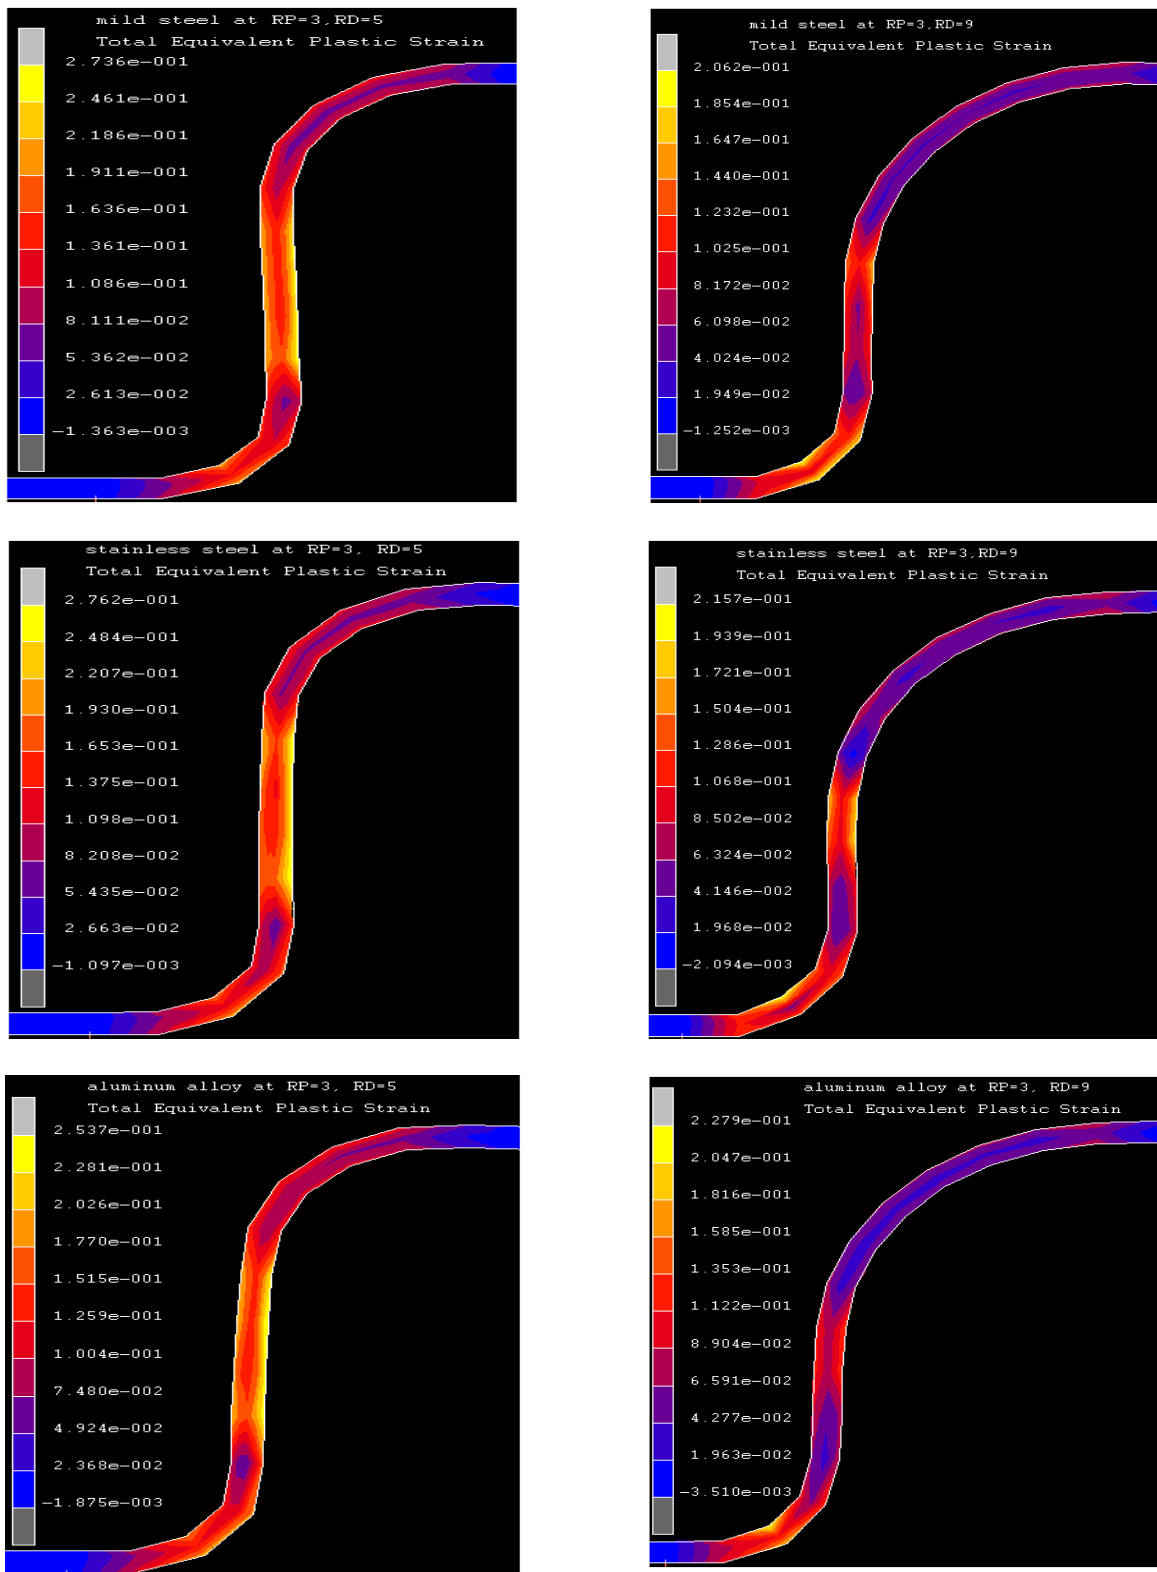 mild steel at RP=3,RD=5
Total Equivalent Plastic Strain
2.736e-001
2.461e-001
2.186e-001
1.911e-001
1.636e-001
1.361e-001
1.086e-001
8.111e-002
5.362e-002
2.613e-002
-1.363e-003
mild steel at RP=3,RD=9
Total Equivalent Plastic Strain
2.062e-001
1.854e-001
1.647e-001
1.440e-001
1.232e-001
1.025e-001
8.172e-002
6.098e-002
4.024e-002
1.949e-002
-1.252e-003
stainless steel at RP=3, RD=5
Total Equivalent Plastic Strain
2.762e-001
2.484e-001
2.207e-001
1.930e-001
1.653e-001
1.375e-001
1.098e-001
8.208e-002
5.435e-002
2.663e-002
-1.097e-003
stainless steel at RP=3,RD=9
Total Equivalent Plastic Strain
2.157e-001
1.939e-001
1.721e-001
1.504e-001
1.286e-001
1.068e-001
8.502e-002
6.324e-002
4.146e-002
1.968e-002
-2.094e-003
aluminum alloy at RP=3, RD=5
Total Equivalent Plastic Strain
2.537e-001
2.281e-001
2.026e-001
1.770e-001
1.515e-001
1.259e-001
1.004e-001
7.480e-002
4.924e-002
2.368e-002
-1.875e-003
aluminum alloy at RP=3, RD=9
Total Equivalent Plastic Strain
2.279e-001
2.047e-001
1.816e-001
1.585e-001
1.353e-001
1.122e-001
8.904e-002
6.591e-002
4.277e-002
1.963e-002
-3.510e-003